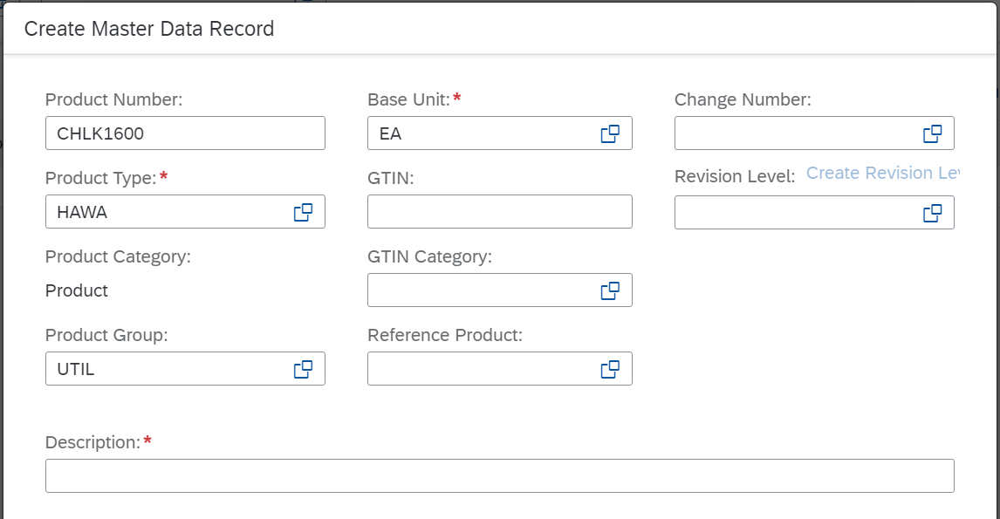 Create Master Data Record
Product Number:
CHLK1600
Product Type:*
HAWA
Product Category:
Product
Product Group:
UTIL
Base Unit:*
EA
GTIN:
GTIN Category:
Reference Product:
Change Number:
Revision Level: Create Revision Lev
Description:*